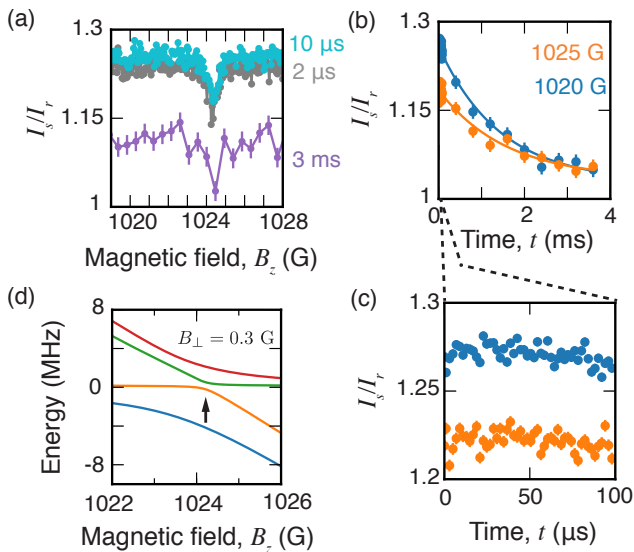 (a)
1.3
1.15
1
I_s/I_r
10 μs
2 μs
3 ms
1020
1024
1028
Magnetic field, B_z (G)
(b)
1.3
1.15
1
I_s/I_r
1025 G
1020 G
0
2
4
Time, t (ms)
(d)
8
0
-8
Energy (MHz)
B_⊥ = 0.3 G
1022
1024
1026
Magnetic field, B_z (G)
(c)
1.3
1.25
1.2
I_s/I_r
0
50
100
Time, t (μs)